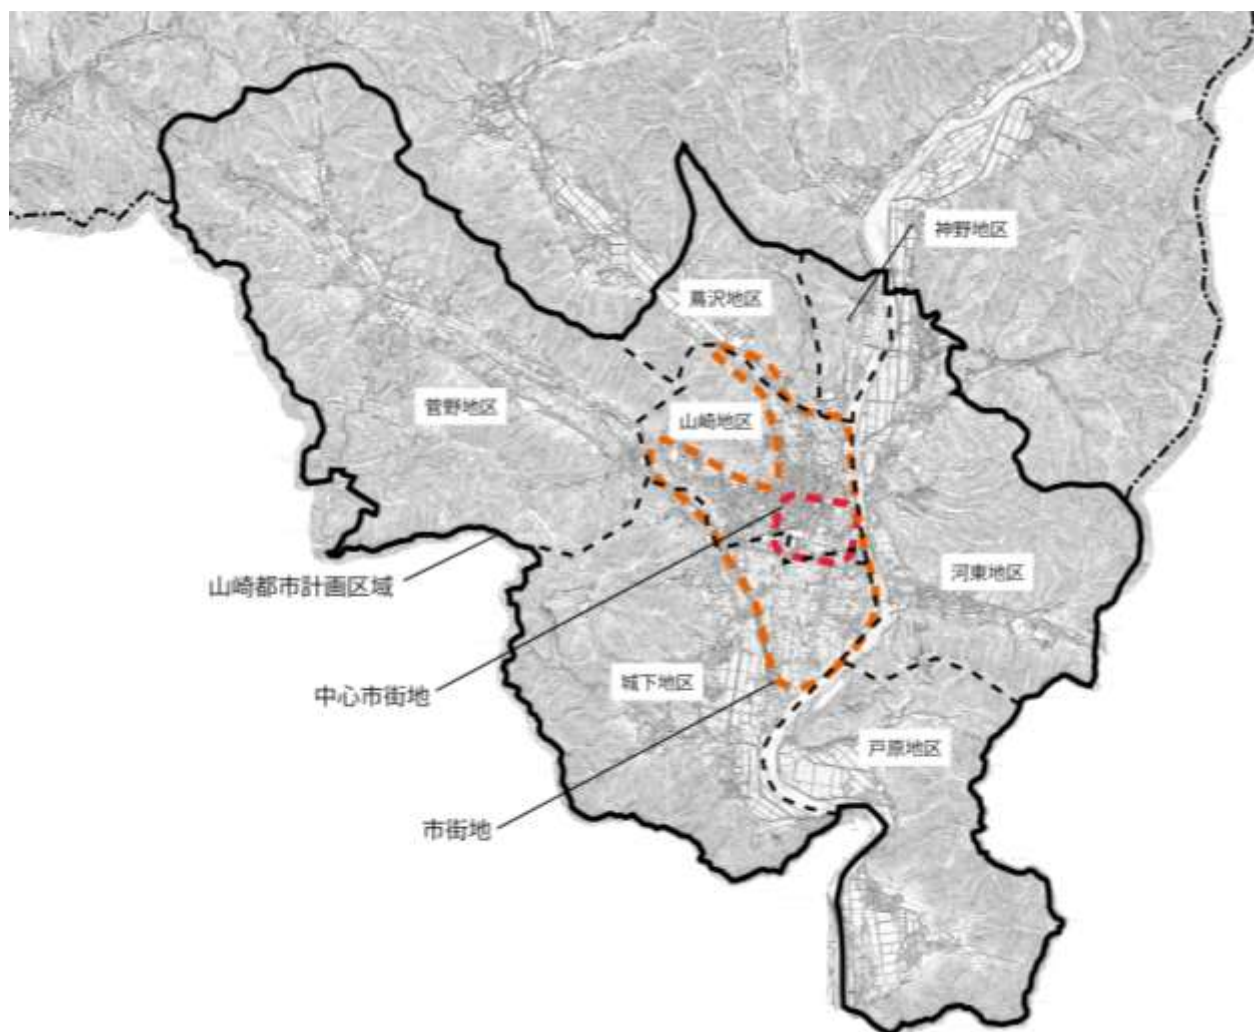 神野地区
蔦沢地区
菅野地区
山崎地区
山崎都市計画区域
河東地区
中心市街地
城下地区
戸原地区
市街地